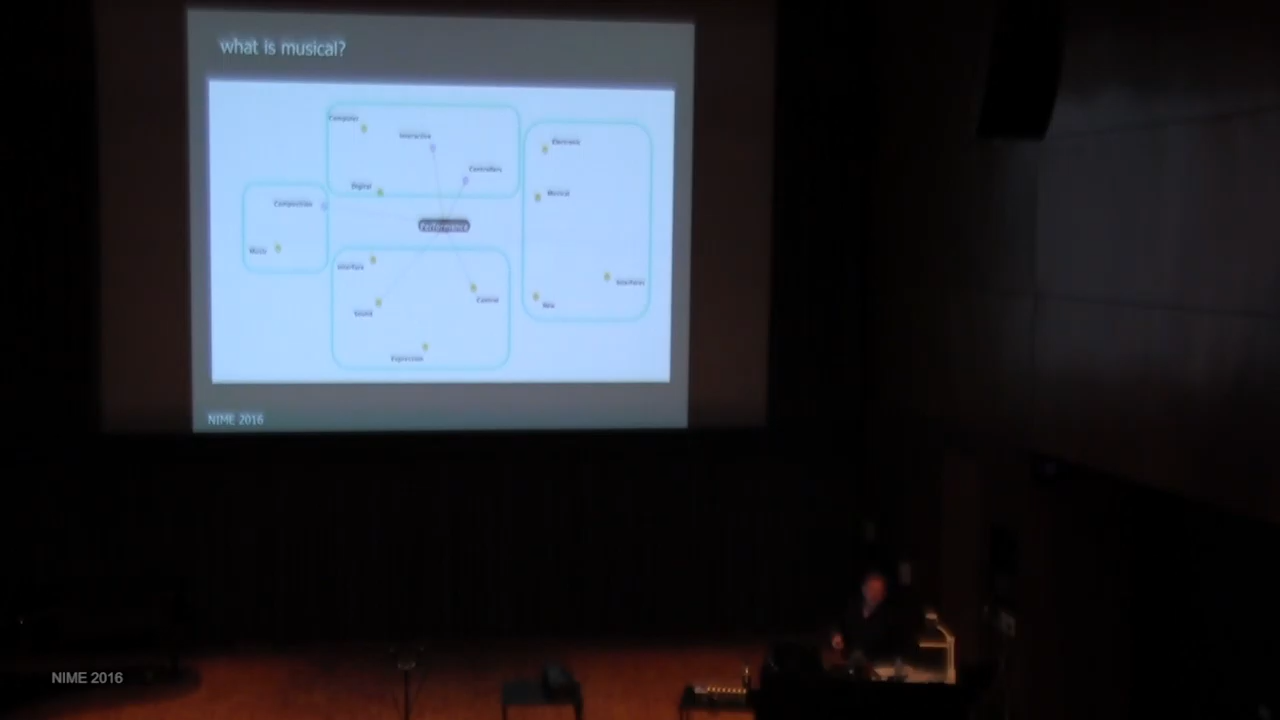 what is musical?
Computer
Interactive
Electronic
Controllers
Digital
Musical
Composition
Performance
Music
Interface
Interfaces
Control
New
Sound
Expression
NIME 2016
NIME 2016